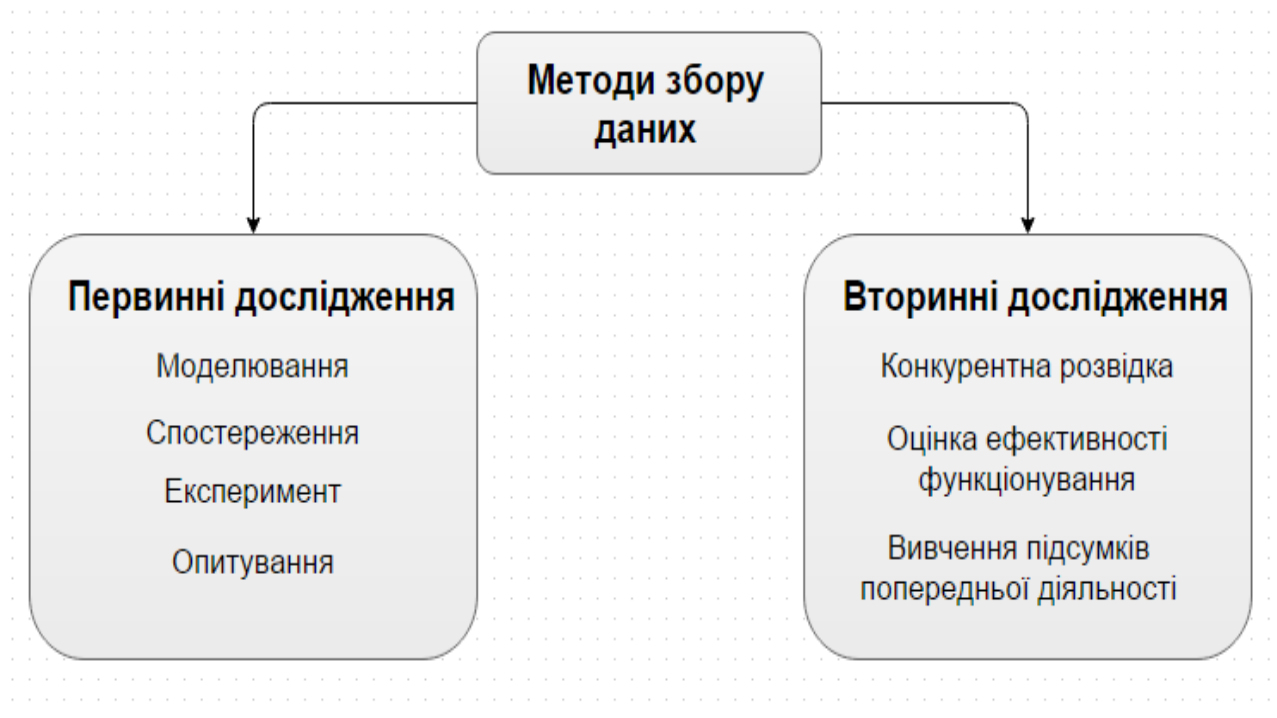 Методи збору
даних
Первинні дослідження
Моделювання
Спостереження
Експеримент
Опитування
Вторинні дослідження
Конкурентна розвідка
Оцінка ефективності
функціонування
Вивчення підсумків
попередньої діяльності